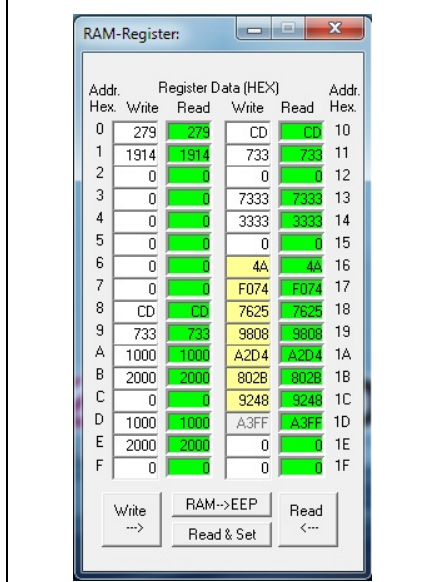 RAM-Register:
Register Data (HEX)
Addr. Hex. Write Read Write Read Addr. Hex.
0 279 279 CD CD 10
1 1914 1914 733 733 11
2 0 0 0 0 12
3 0 0 7333 7333 13
4 0 0 3333 3333 14
5 0 0 0 0 15
6 0 0 4A 4A 16
7 0 0 F074 F074 17
8 CD CD 7625 7625 18
9 733 733 9808 9808 19
A 1000 1000 A2D4 A2D4 1A
B 2000 2000 802B 802B 1B
C 0 0 9248 9248 1C
D 1000 1000 A3FF A3FF 1D
E 2000 2000 0 0 1E
F 0 0 0 0 1F
Write --->
RAM-->EEP
Read & Set
Read <---